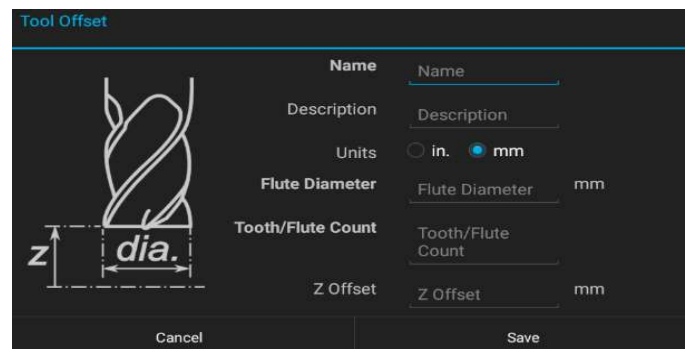 Tool Offset
Name Name
Description Description
Units in. mm
Flute Diameter Flute Diameter mm
Tooth/Flute Count Tooth/Flute
Count
z dia.
Z Offset Z Offset mm
Cancel Save